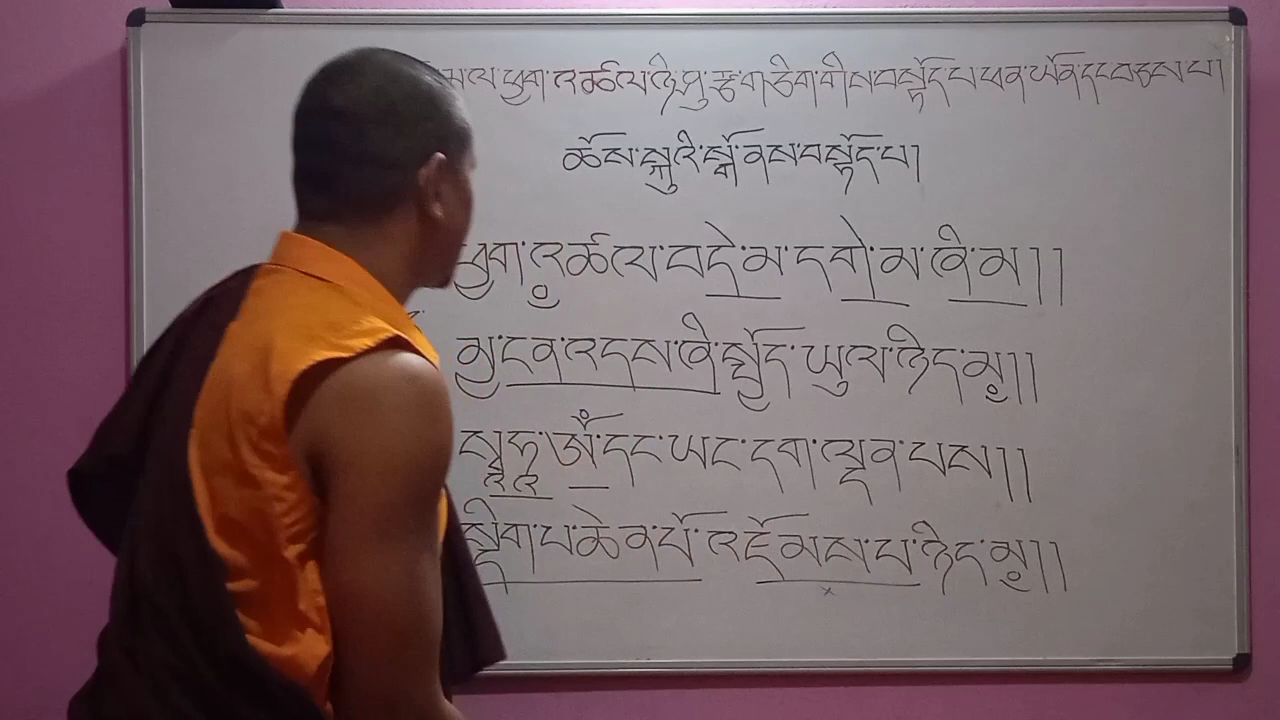 མ་ལ་ཕྱག་འཚལ་ཉི་ཤུ་རྩ་གཅིག་གིས་བསྟོད་པ་ཕན་ཡོན་དང་བཅས་པ།
ཆོས་སྐུའི་སྒོ་ནས་བསྟོད་པ།
ཕྱག་འཚལ་བདེ་མ་དགེ་མ་ཞི་མ།།
མྱ་ངན་འདས་ཞི་སྤྱོད་ཡུལ་ཉིད་མ།།
སྭཱ་ཧཱ་ཨོཾ་དང་ཡང་དག་ལྡན་པས།།
སྡིག་པ་ཆེན་པོ་འཇོམས་པ་ཉིད་མ།།